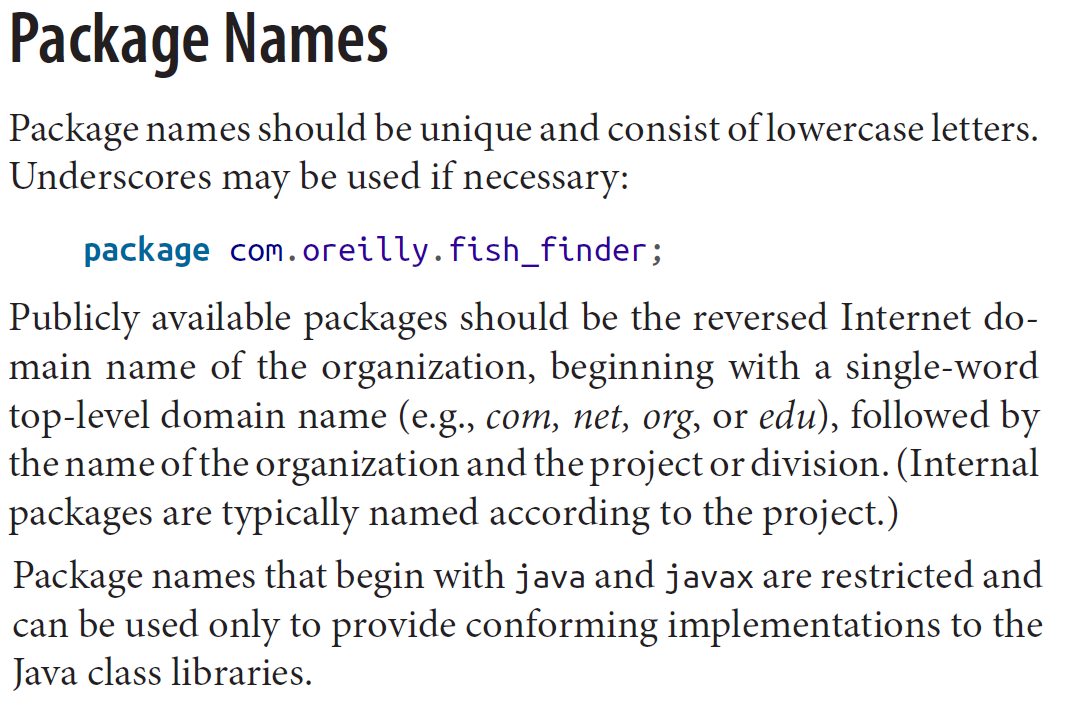 Package Names
Package names should be unique and consist of lowercase letters.
Underscores may be used if necessary:
package com.oreilly.fish_finder;
Publicly available packages should be the reversed Internet do-
main name of the organization, beginning with a single-word
top-level domain name (e.g., com, net, org, or edu), followed by
the name of the organization and the project or division. (Internal
packages are typically named according to the project.)
Package names that begin with java and javax are restricted and
can be used only to provide conforming implementations to the
Java class libraries.